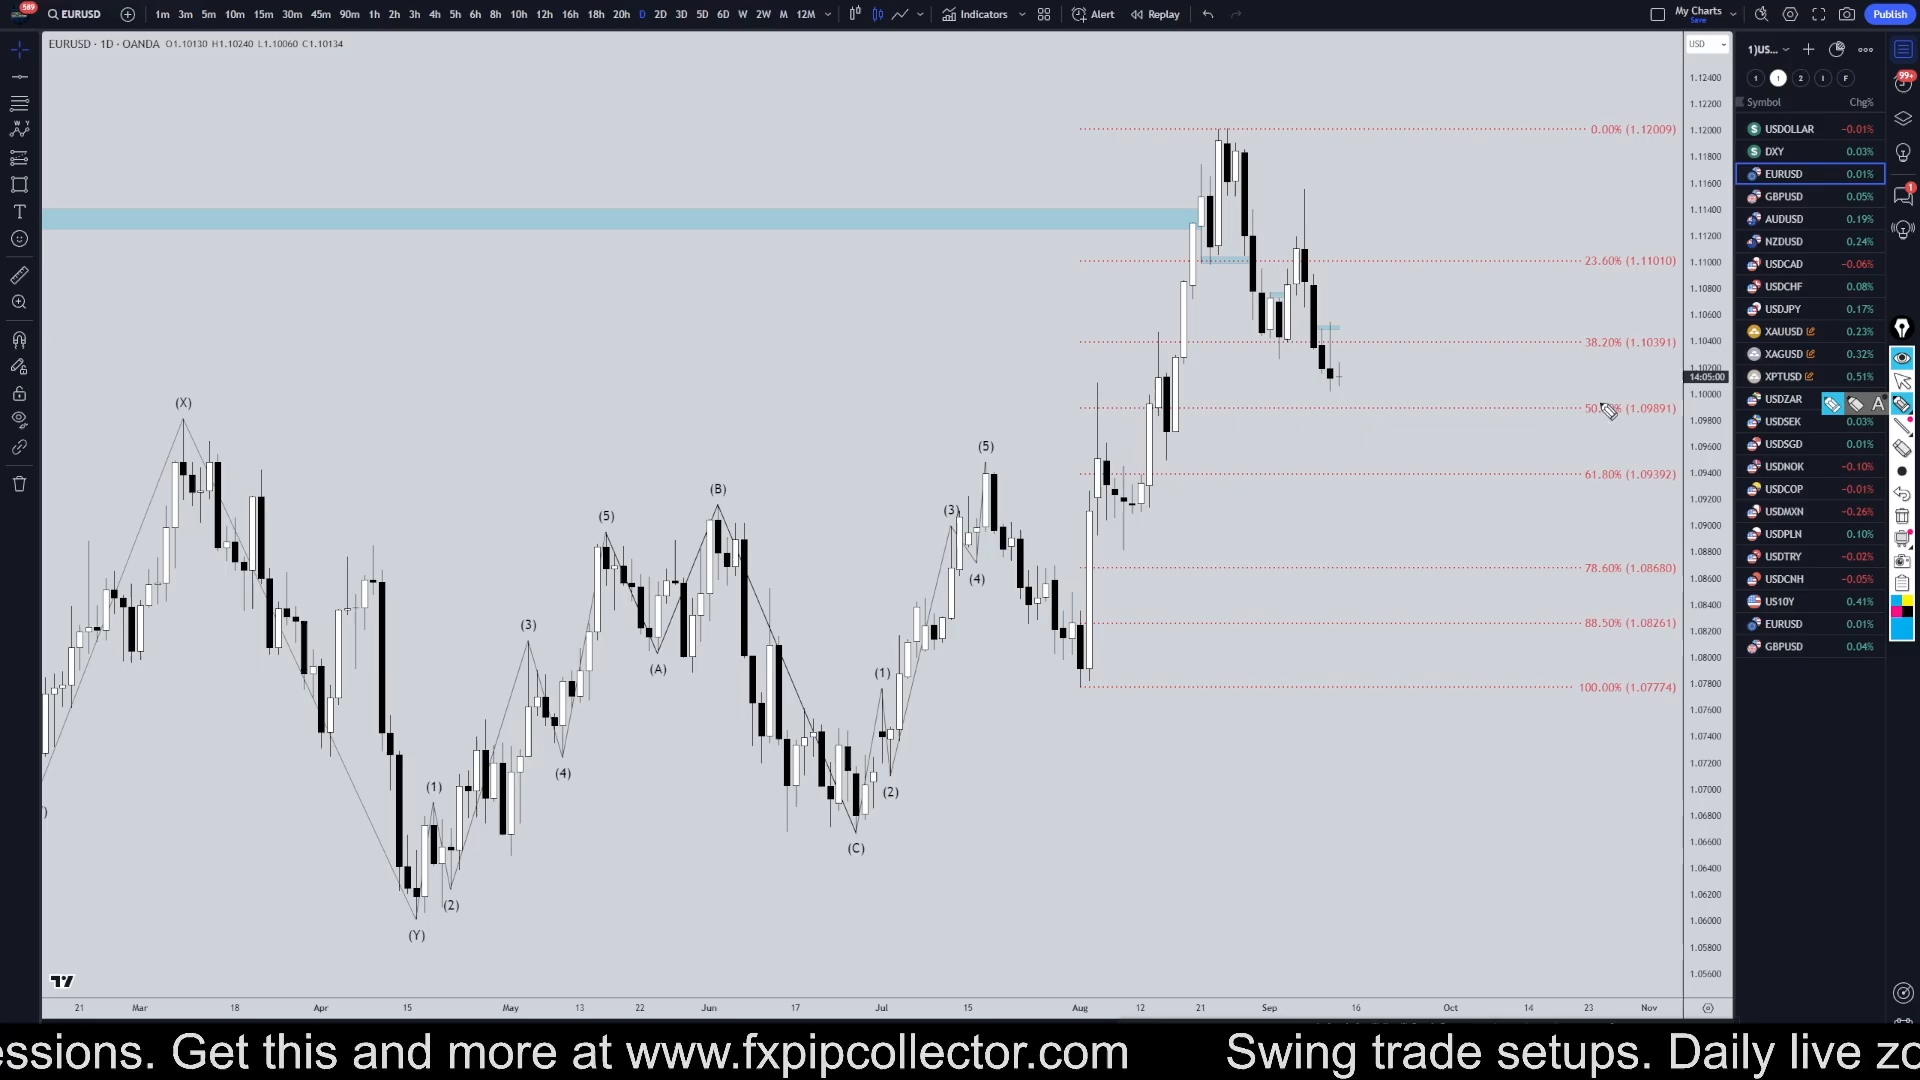 589
EURUSD
1m 3m 5m 10m 15m 30m 45m 90m 1h 2h 3h 4h 5h 6h 8h 10h 12h 16h 18h 20h D 2D 3D 5D 6D W 2W M 12M
Indicators
Alert
Replay
My Charts
Save
Publish
EURUSD · 1D · OANDA O1.10130 H1.10240 L1.10060 C1.10134
USD
1.12400
1.12200
1.12000
1.11800
1.11600
1.11400
1.11200
1.11000
1.10800
1.10600
1.10400
14:05:00
1.10000
1.09800
1.09600
1.09400
1.09200
1.09000
1.08800
1.08600
1.08400
1.08200
1.08000
1.07800
1.07600
1.07400
1.07200
1.07000
1.06800
1.06600
1.06400
1.06200
1.06000
1.05800
1.05600
0.00% (1.12009)
23.60% (1.11010)
38.20% (1.10391)
(1.09891)
61.80% (1.09392)
78.60% (1.08680)
88.50% (1.08261)
100.00% (1.07774)
(X)
(Y)
(1)
(2)
(3)
(4)
(5)
(A)
(B)
(C)
(1)
(2)
(3)
(4)
(5)
21 Mar 18 Apr 15 May 13 22 Jun 17 Jul 15 Aug 12 21 Sep 16 Oct 14 23 Nov
1)US...
1 1 2 I F
99+
1
Symbol Chg%
USDOLLAR −0.01%
DXY 0.03%
EURUSD 0.01%
GBPUSD 0.05%
AUDUSD 0.19%
NZDUSD 0.24%
USDCAD −0.06%
USDCHF 0.08%
USDJPY 0.17%
XAUUSD 0.23%
XAGUSD 0.32%
XPTUSD 0.51%
USDZAR
USDSEK 0.03%
USDSGD 0.01%
USDNOK −0.10%
USDCOP −0.01%
USDMXN −0.26%
USDPLN 0.10%
USDTRY −0.02%
USDCNH −0.05%
US10Y 0.41%
EURUSD 0.01%
GBPUSD 0.04%
essions. Get this and more at www.fxpipcollector.com Swing trade setups. Daily live zo